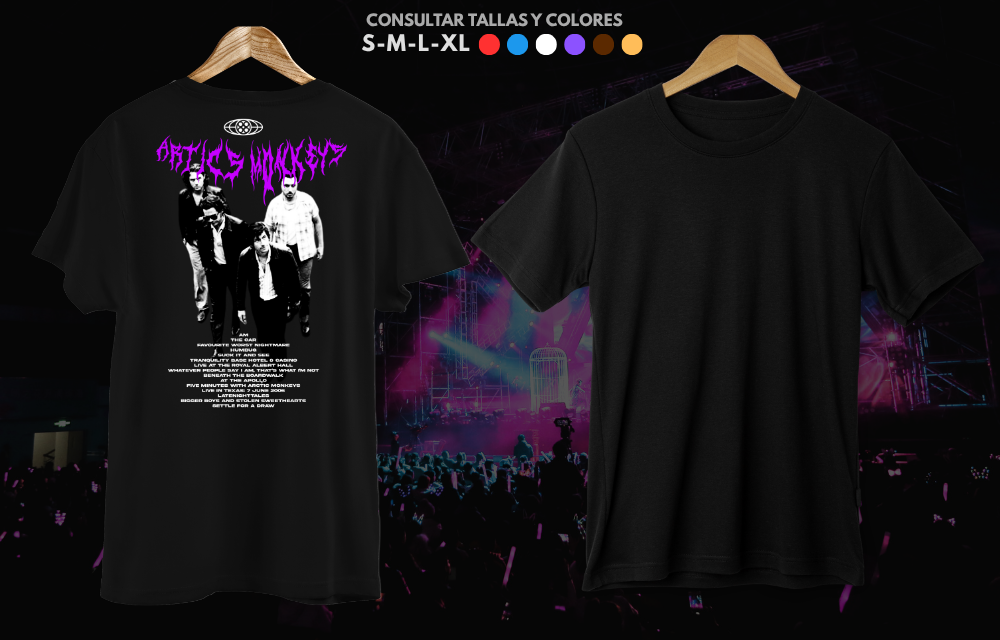 CONSULTAR TALLAS Y COLORES
S-M-L-XL
ARTICS MONKEYS
AM
THE CAR
FAVOURITE WORST NIGHTMARE
HUMBUG
SUCK IT AND SEE
TRANQUILITY BASE HOTEL & CASINO
LIVE AT THE ROYAL ALBERT HALL
WHATEVER PEOPLE SAY I AM, THAT'S WHAT I'M NOT
BENEATH THE BOARDWALK
AT THE APOLLO
FIVE MINUTES WITH ARCTIC MONKEYS
LIVE IN TEXAS: 7 JUNE 2006
LATENIGHTTALES
BIGGER BOYS AND STOLEN SWEETHEARTS
SETTLE FOR A DRAW